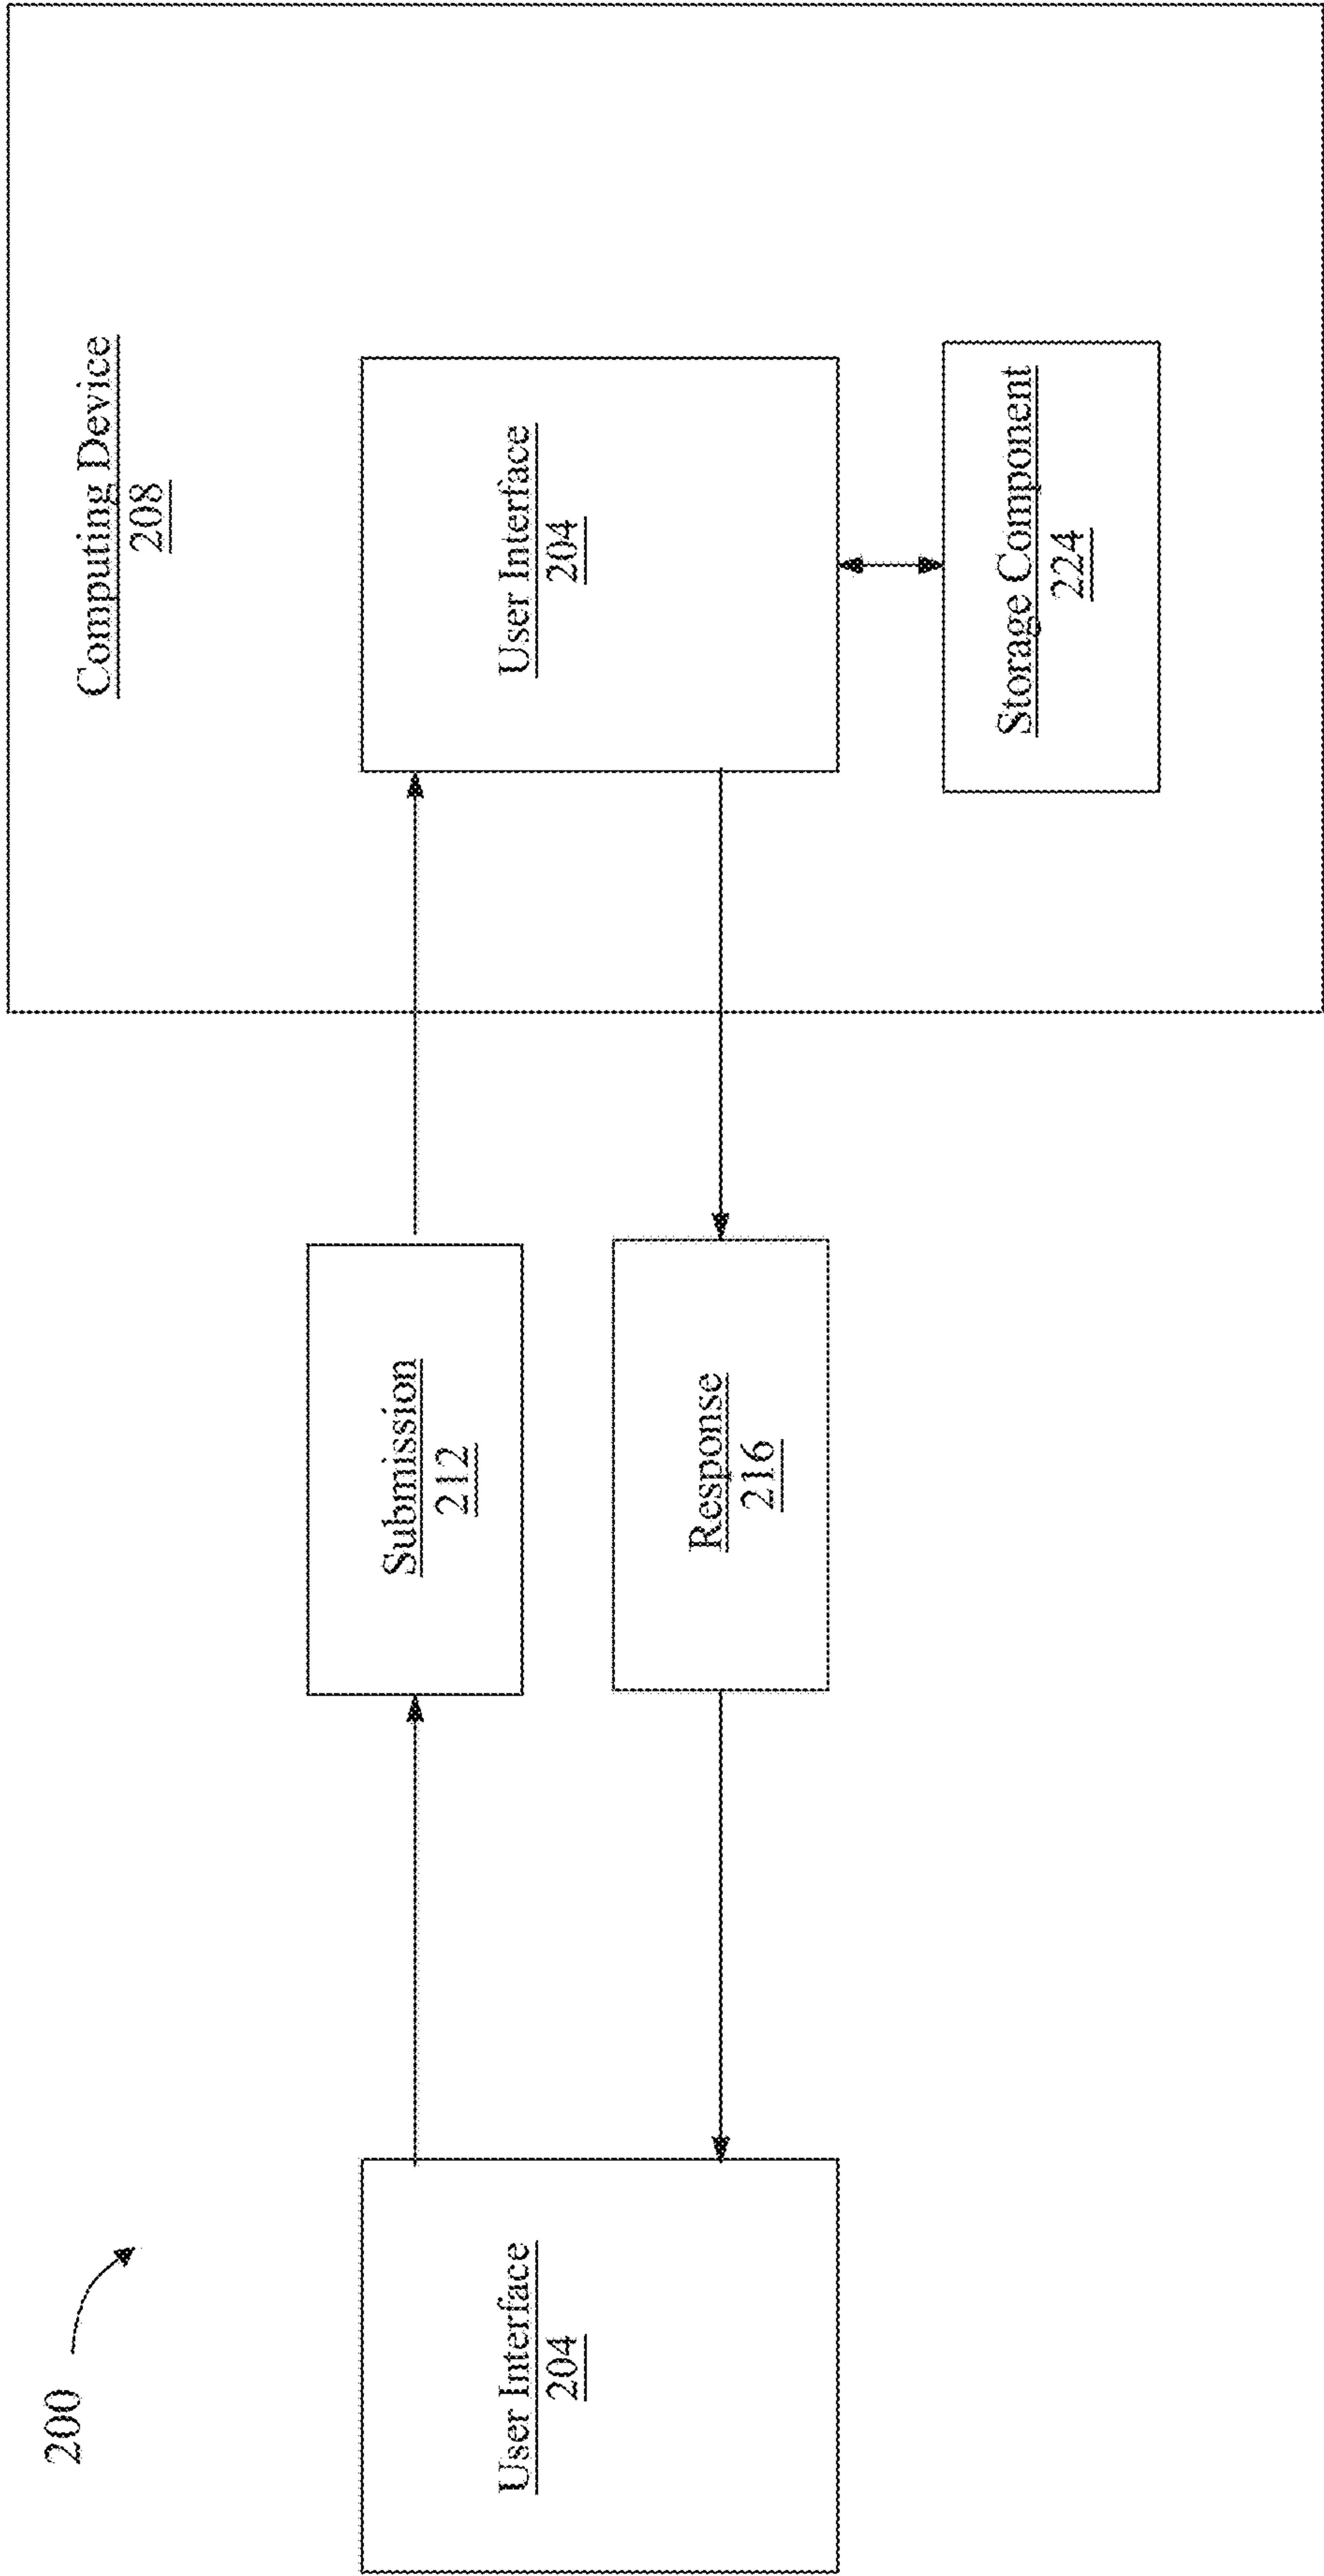 200
User Interface
204
Submission
212
Response
216
Computing Device
208
User Interface
204
Storage Component
224